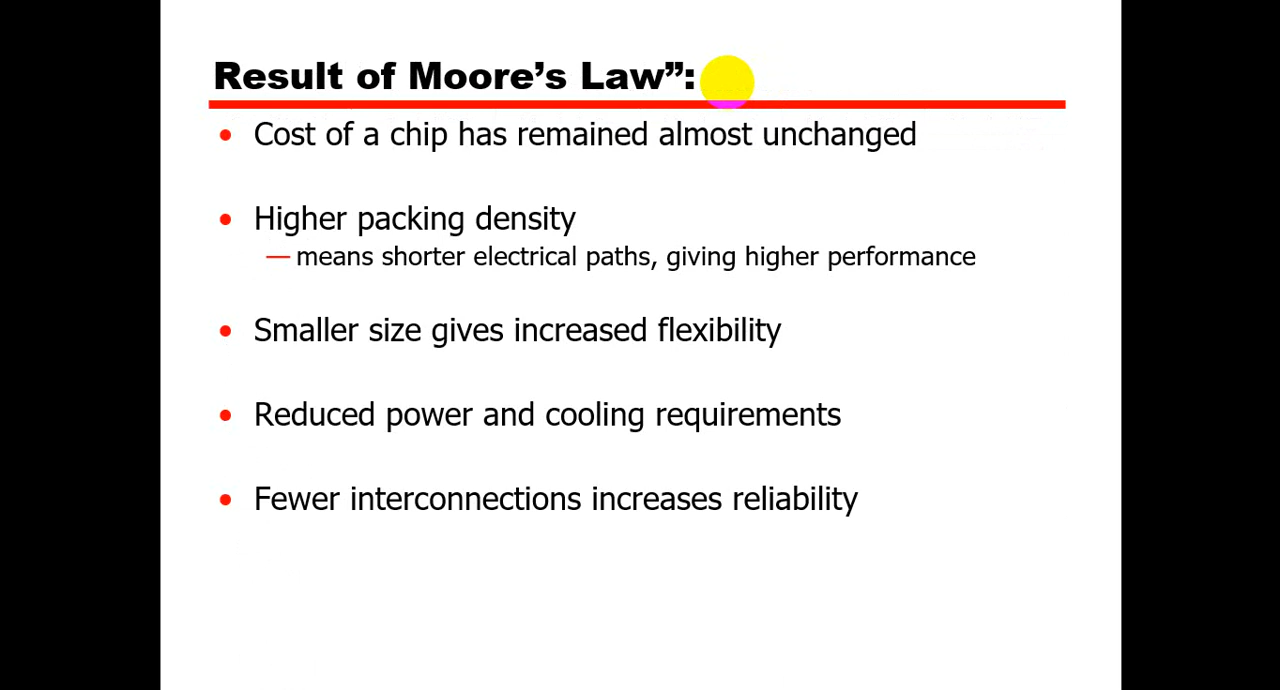 Result of Moore’s Law”:
• Cost of a chip has remained almost unchanged
• Higher packing density
— means shorter electrical paths, giving higher performance
• Smaller size gives increased flexibility
• Reduced power and cooling requirements
• Fewer interconnections increases reliability